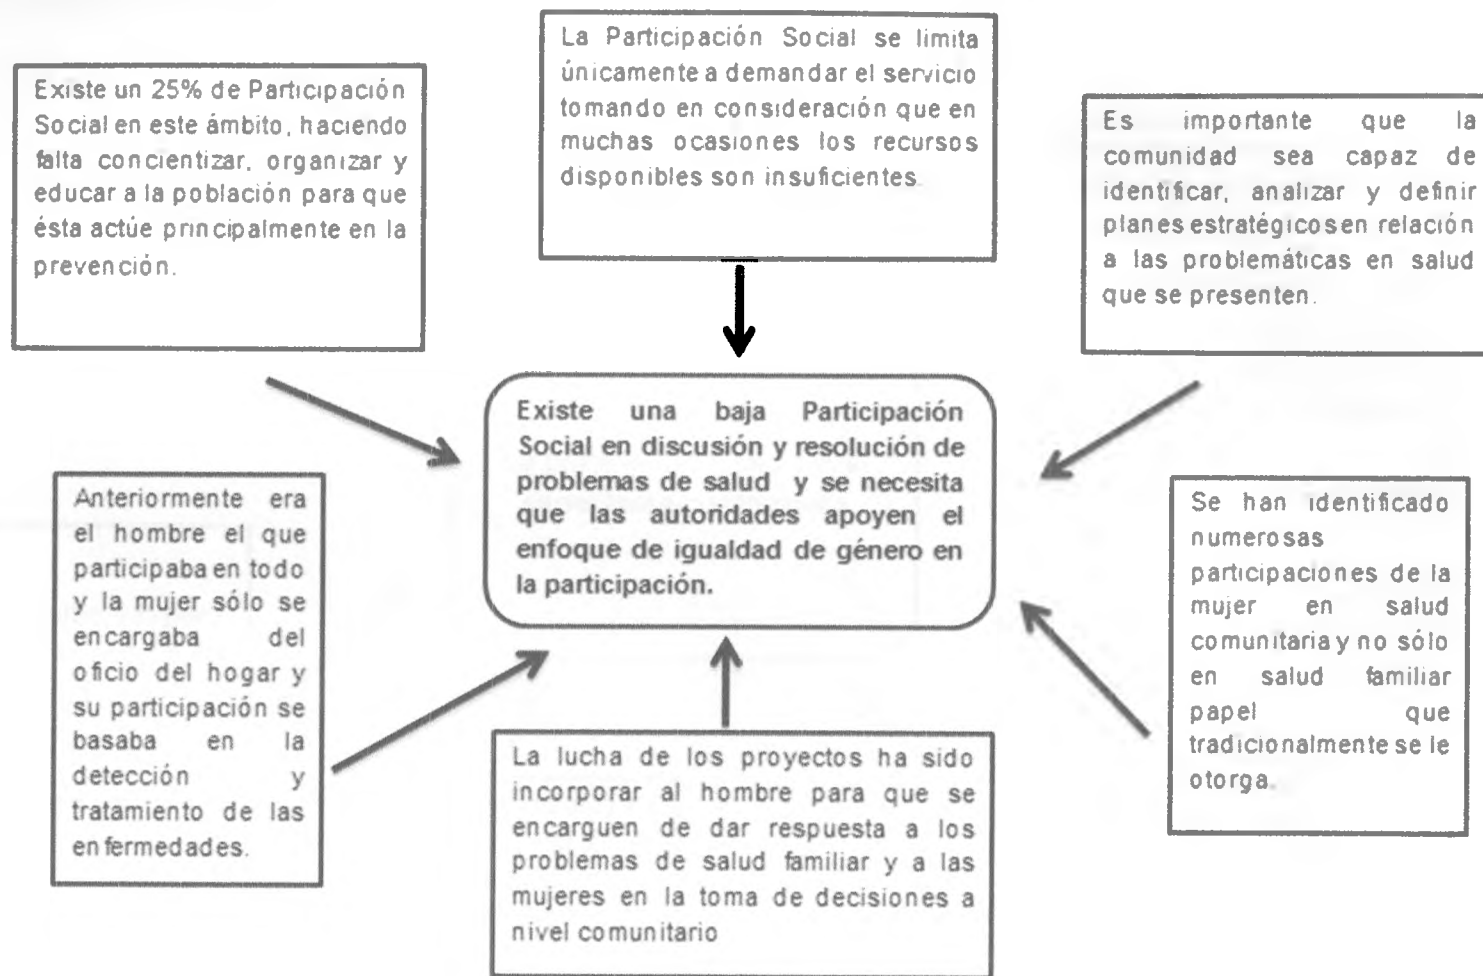 Existe un 25% de Participación
Social en este ámbito, haciendo
falta concientizar, organizar y
educar a la población para que
ésta actúe principalmente en la
prevención.
La Participación Social se limita
únicamente a demandar el servicio
tomando en consideración que en
muchas ocasiones los recursos
disponibles son insuficientes.
Es importante que la
comunidad sea capaz de
identificar, analizar y definir
planes estratégicos en relación
a las problemáticas en salud
que se presenten.
Existe una baja Participación
Social en discusión y resolución de
problemas de salud y se necesita
que las autoridades apoyen el
enfoque de igualdad de género en
la participación.
Anteriormente era
el hombre el que
participaba en todo
y la mujer sólo se
encargaba del
oficio del hogar y
su participación se
basaba en la
detección y
tratamiento de las
enfermedades.
La lucha de los proyectos ha sido
incorporar al hombre para que se
encarguen de dar respuesta a los
problemas de salud familiar y a las
mujeres en la toma de decisiones a
nivel comunitario
Se han identificado
numerosas
participaciones de la
mujer en salud
comunitaria y no sólo
en salud familiar
papel que
tradicionalmente se le
otorga.